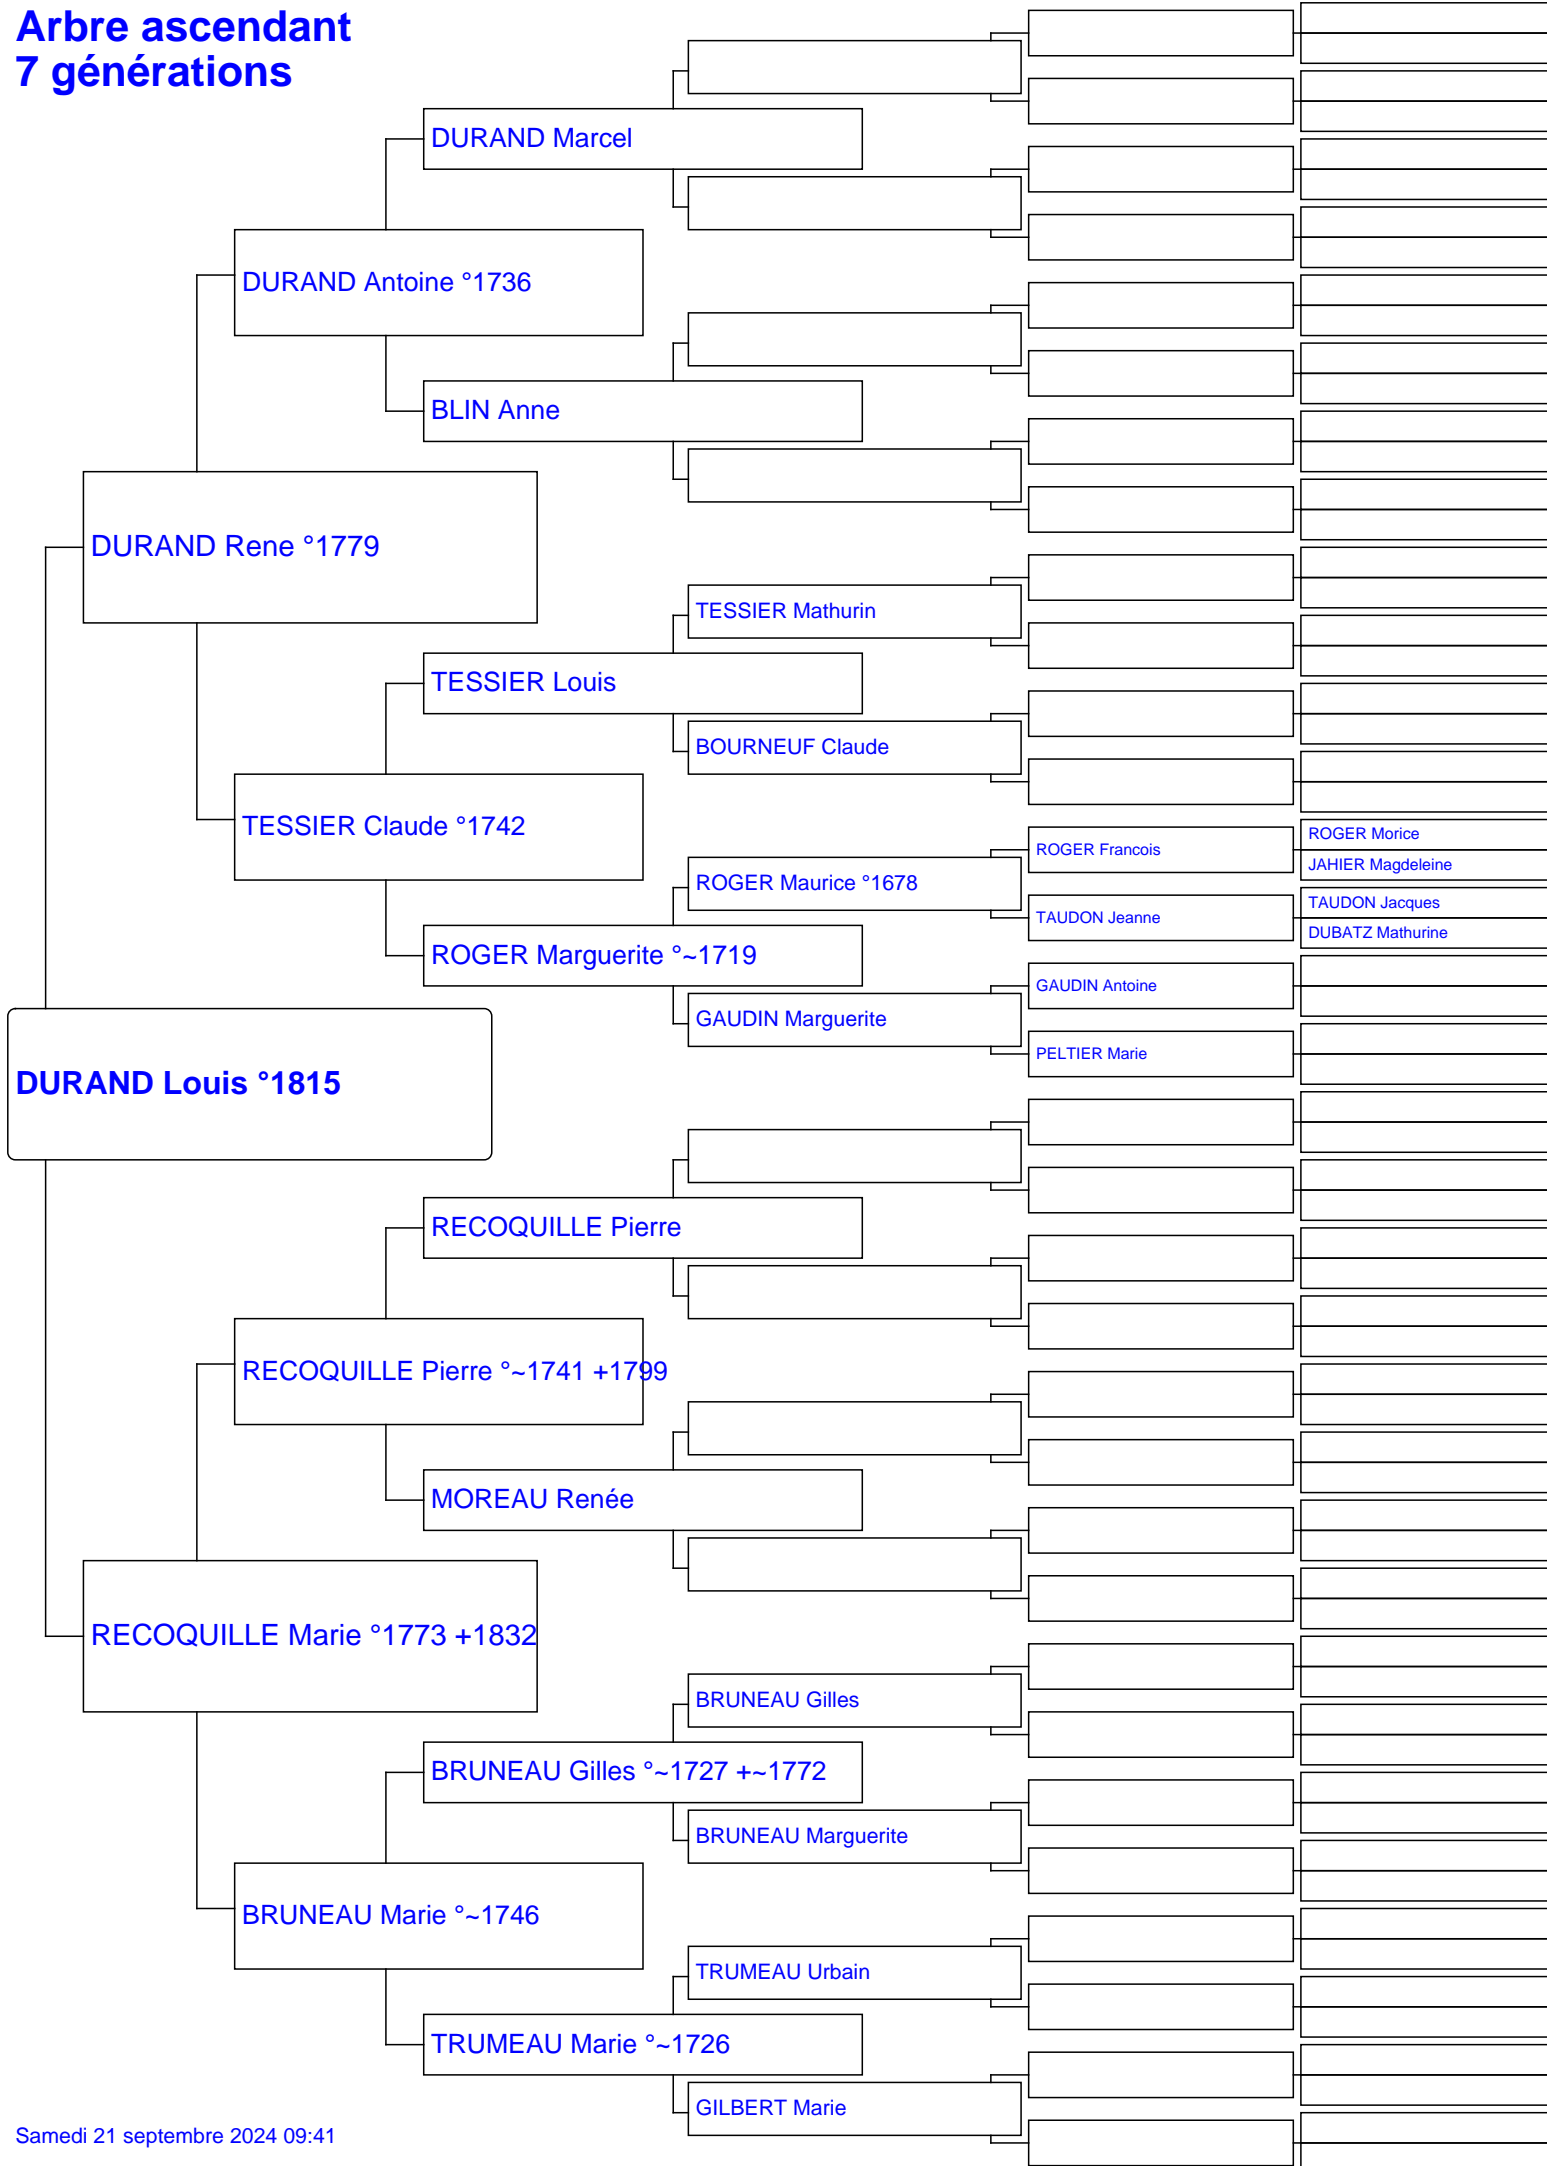 Arbre ascendant
7 générations
DURAND Marcel
DURAND Antoine °1736
BLIN Anne
DURAND Rene °1779
TESSIER Mathurin
TESSIER Louis
BOURNEUF Claude
TESSIER Claude °1742
ROGER Morice
ROGER Francois
JAHIER Magdeleine
ROGER Maurice °1678
TAUDON Jacques
TAUDON Jeanne
DUBATZ Mathurine
ROGER Marguerite °~1719
GAUDIN Antoine
GAUDIN Marguerite
PELTIER Marie
DURAND Louis °1815
RECOQUILLE Pierre
RECOQUILLE Pierre °~1741 +1799
MOREAU Renée
RECOQUILLE Marie °1773 +1832
BRUNEAU Gilles
BRUNEAU Gilles °~1727 +~1772
BRUNEAU Marguerite
BRUNEAU Marie °~1746
TRUMEAU Urbain
TRUMEAU Marie °~1726
GILBERT Marie
Samedi 21 septembre 2024 09:41